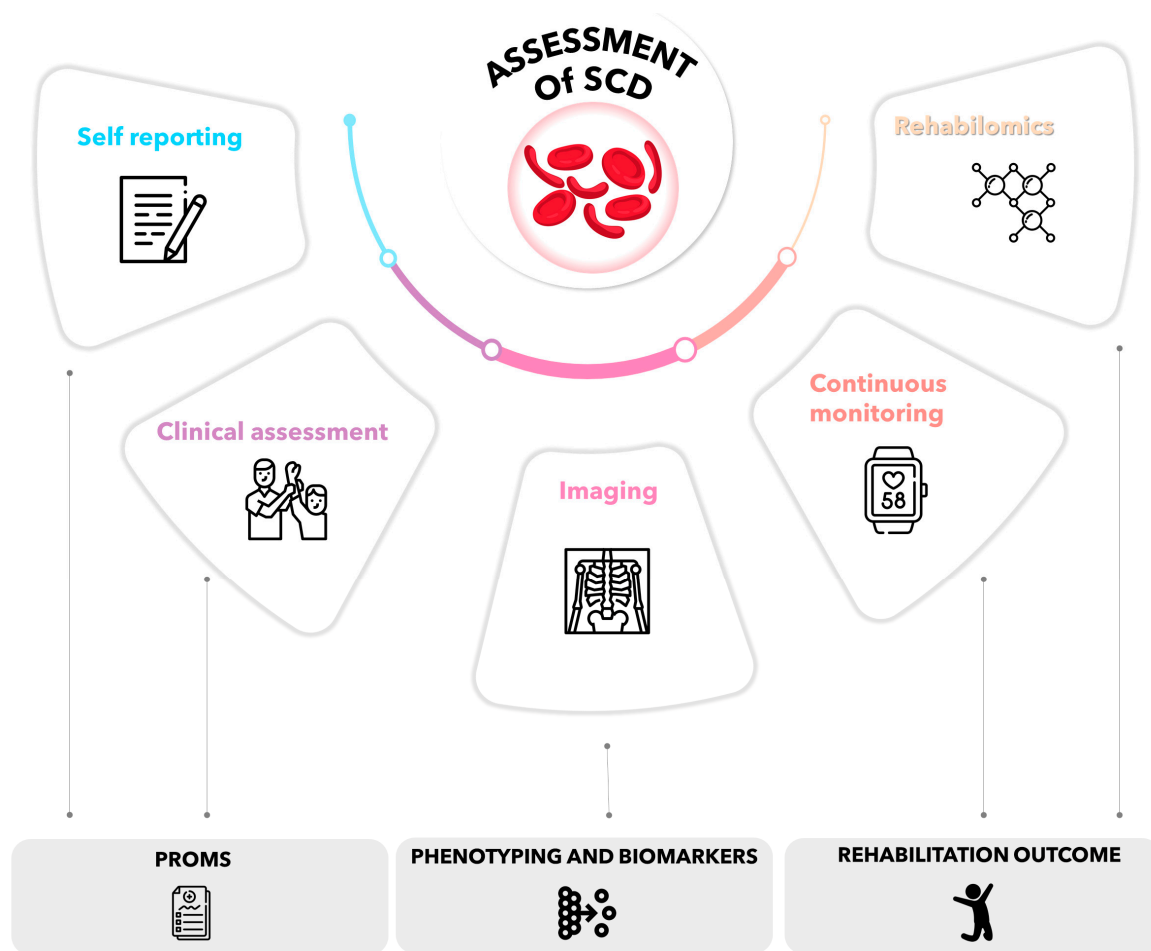 ASSESSMENT
Of SCD
Self reporting
Rehabilomics
Clinical assessment
Continuous
monitoring
58
Imaging
PROMS
PHENOTYPING AND BIOMARKERS
REHABILITATION OUTCOME